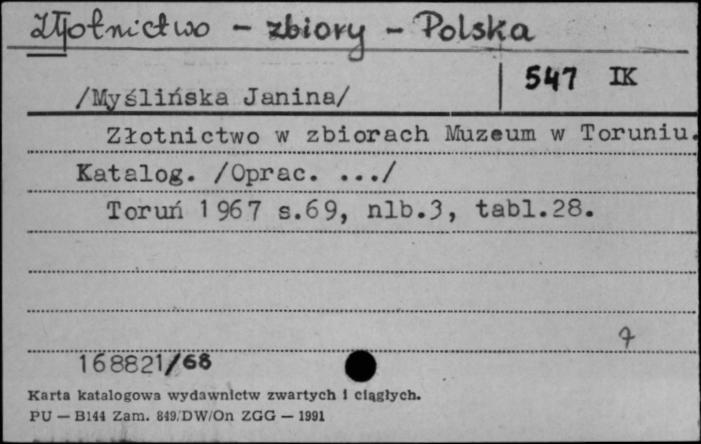 Złotnictwo - zbiory - Polska
547 IK
/Myślińska Janina/
Złotnictwo w zbiorach Muzeum w Toruniu.
Katalog. /Oprac. .../
Toruń 1967 s.69, nlb.3, tabl.28.
168821/68
Karta katalogowa wydawnictw zwartych i ciągłych.
PU — B144 Zam. 849/DW/On ZGG — 1991